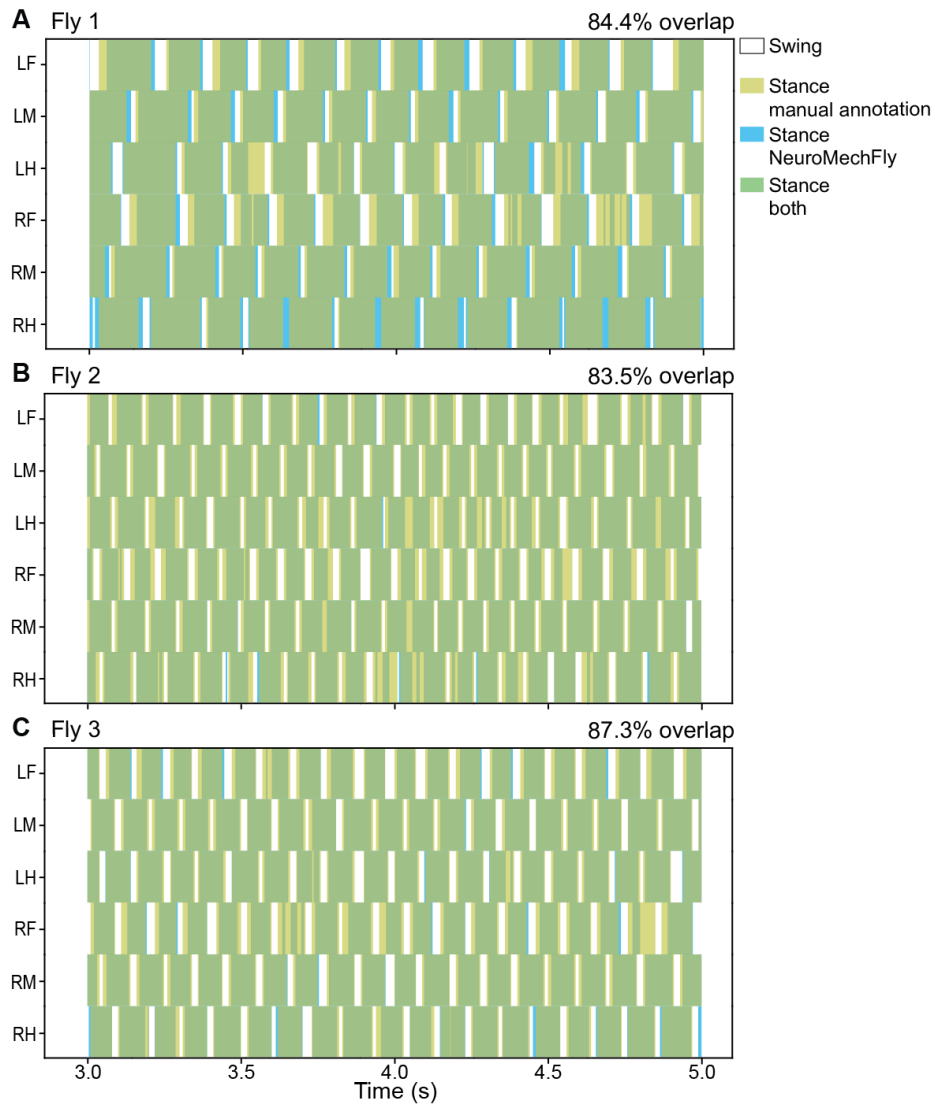 A Fly 1 84.4% overlap
LF
LM
LH
RF
RM
RH
Swing
Stance
manual annotation
Stance
NeuroMechFly
Stance
both
B Fly 2 83.5% overlap
LF
LM
LH
RF
RM
RH
C Fly 3 87.3% overlap
LF
LM
LH
RF
RM
RH
3.0 3.5 4.0 4.5 5.0
Time (s)